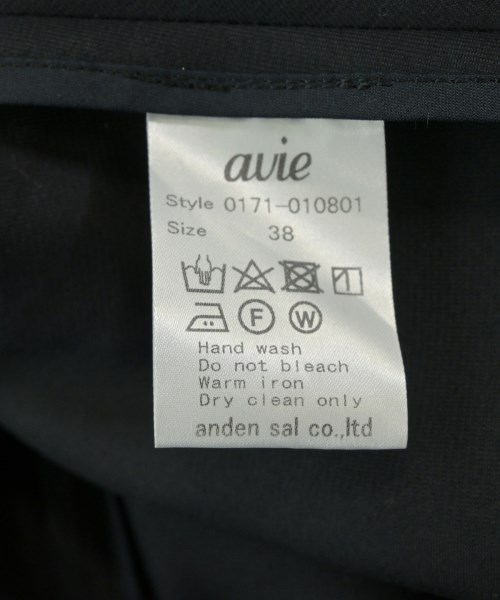 avie
Style 0171-010801
Size 38
F W
Hand wash
Do not bleach
Warm iron
Dry clean only
anden sal co.,ltd